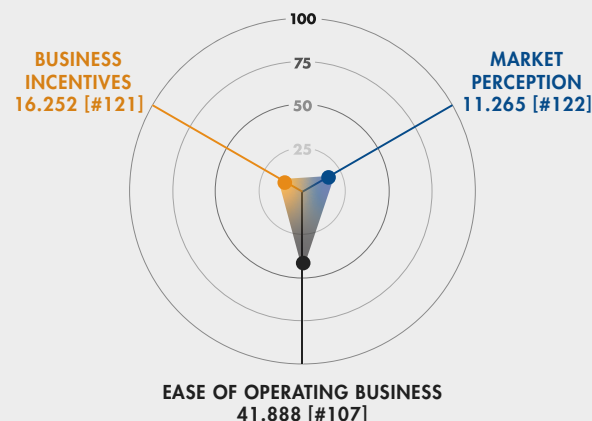 100
75
50
25
BUSINESS
INCENTIVES
16.252 [#121]
MARKET
PERCEPTION
11.265 [#122]
EASE OF OPERATING BUSINESS
41.888 [#107]